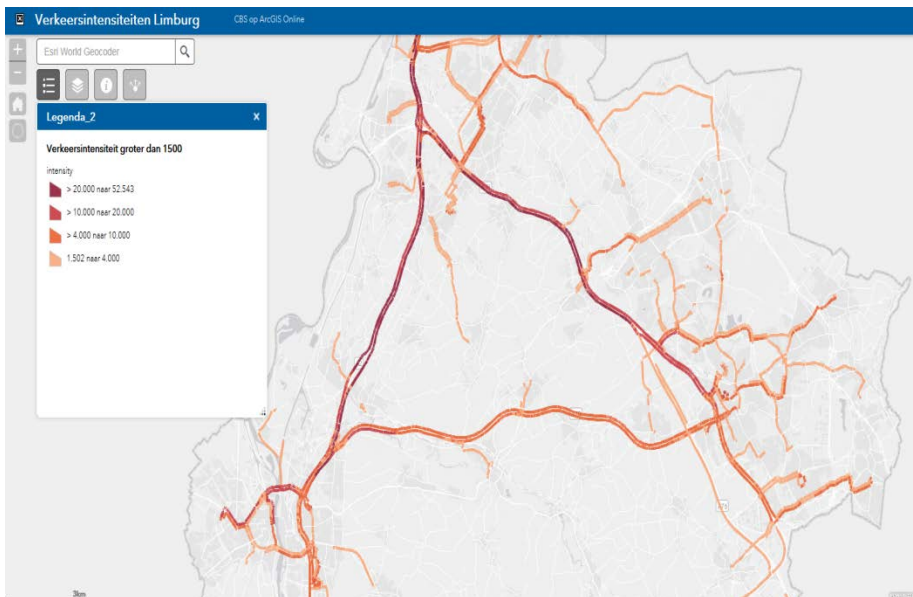 Verkeersintensiteiten Limburg
CBS op ArcGIS Online
Esri World Geocoder
Legenda_2
x
Verkeersintensiteit groter dan 1500
intensity
> 20.000 naar 52.543
> 10.000 naar 20.000
> 4.000 naar 10.000
1.502 naar 4.000
3km